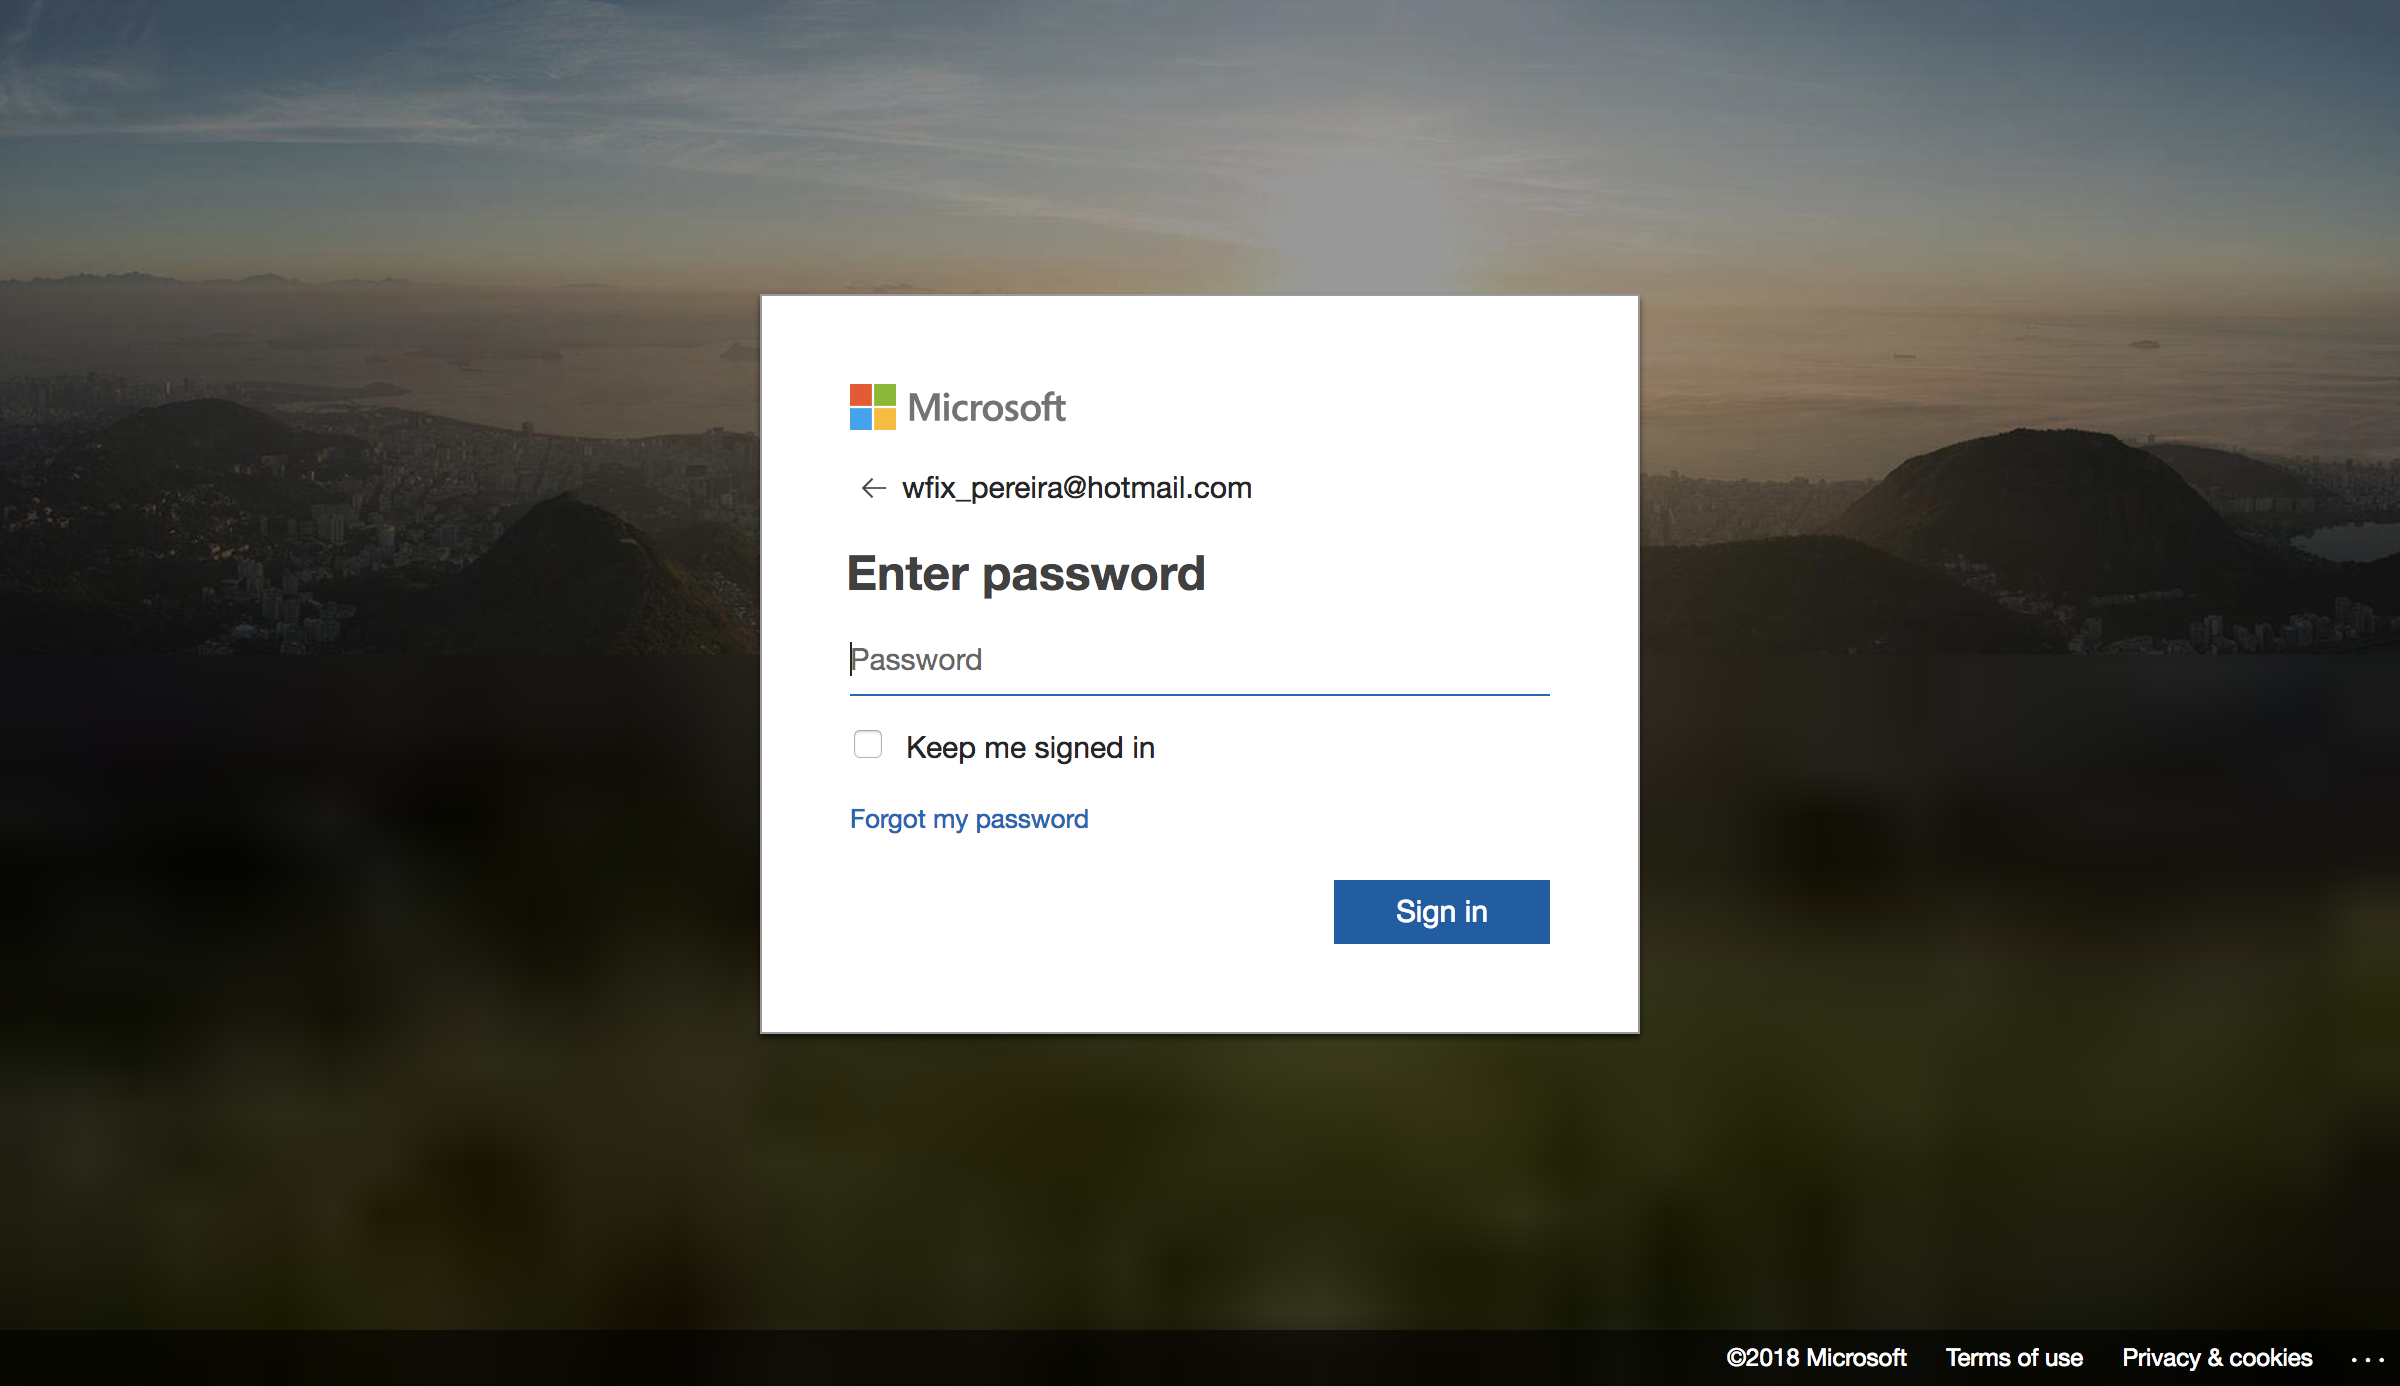 Microsoft
wfix_pereira@hotmail.com
Enter password
Password
Keep me signed in
Forgot my password
Sign in
©2018 Microsoft Terms of use Privacy & cookies ...